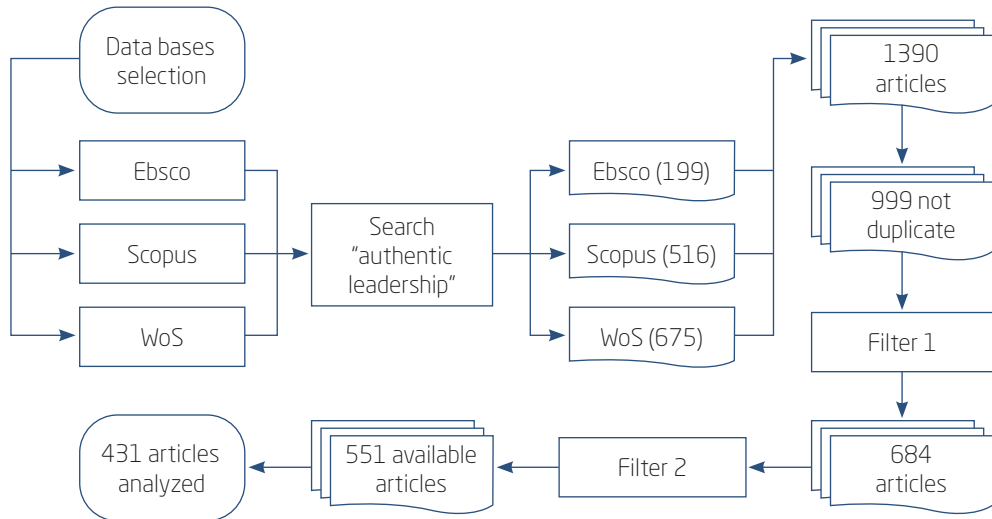 Data bases
selection
Ebsco
Scopus
WoS
Search
"authentic
leadership"
Ebsco (199)
Scopus (516)
WoS (675)
1390
articles
999 not
duplicate
Filter 1
684
articles
Filter 2
551 available
articles
431 articles
analyzed